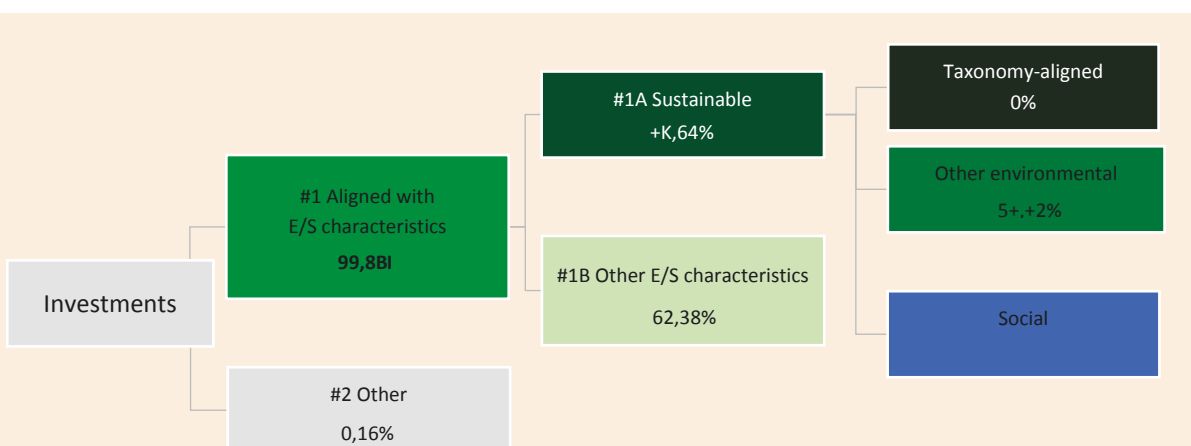 Taxonomy-aligned
0%
#1A Sustainable
+K,64%
Other environmental
5+,+2%
#1 Aligned with
E/S characteristics
99,8BI
#1B Other E/S characteristics
62,38%
Investments
Social
#2 Other
0,16%